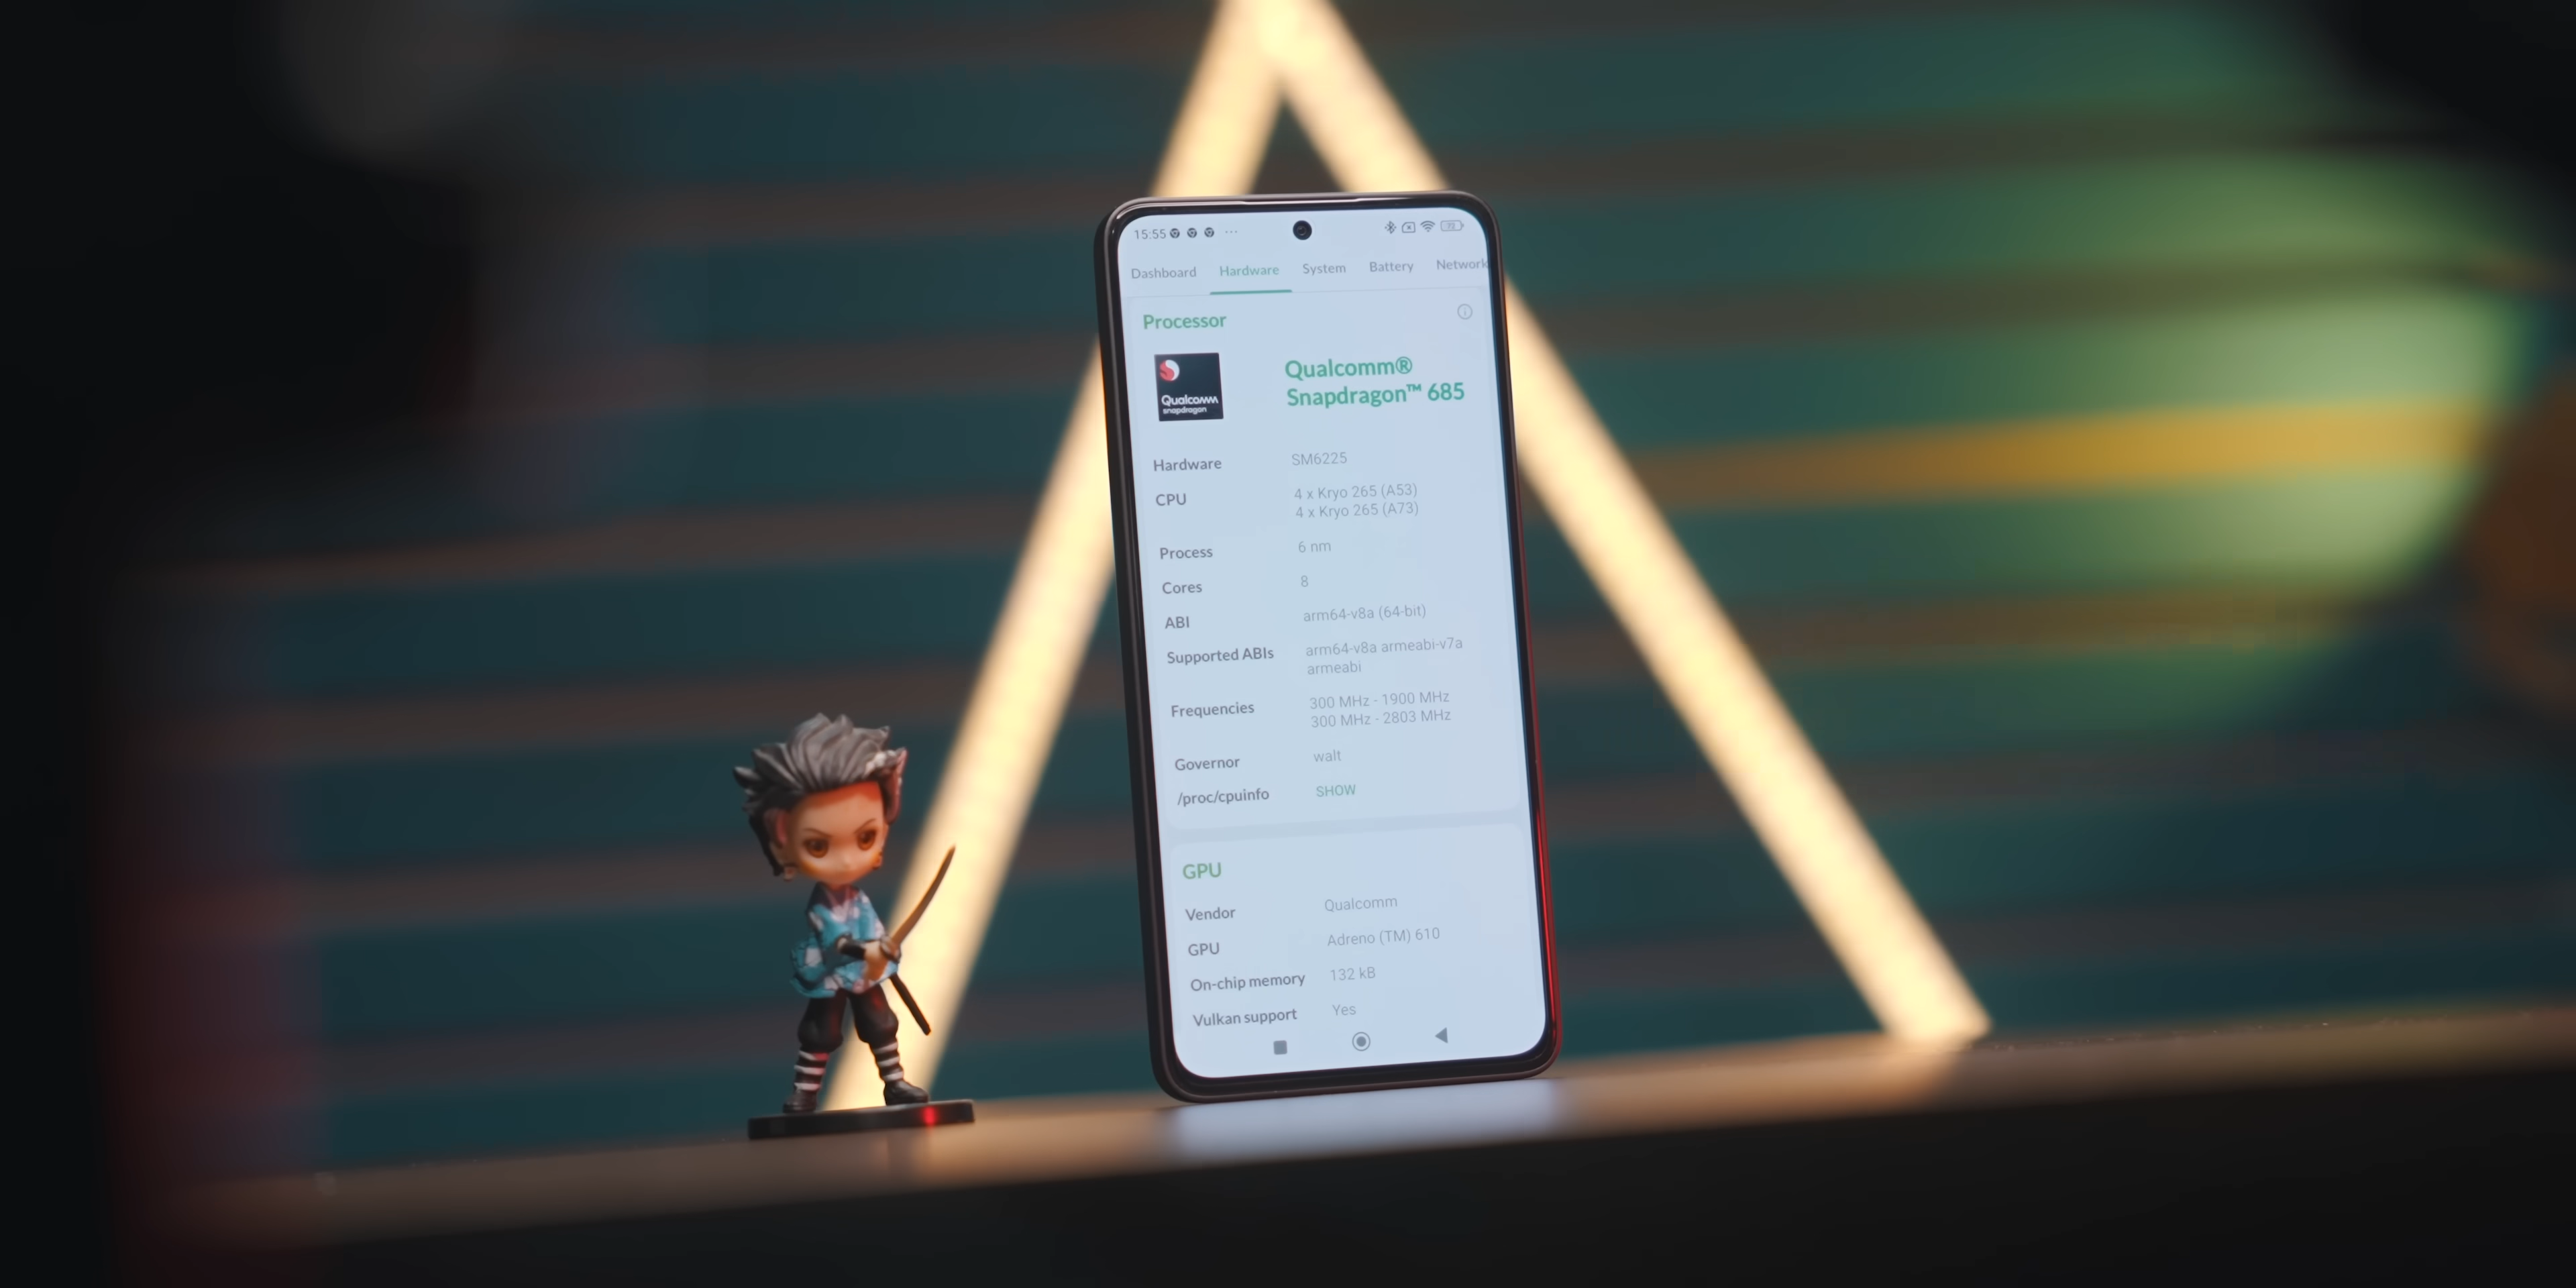 15:55 ···
Dashboard Hardware System Battery Network
Processor
Qualcomm
snapdragon
Qualcomm®
Snapdragon™ 685
Hardware SM6225
CPU 4 x Kryo 265 (A53)
4 x Kryo 265 (A73)
Process 6 nm
Cores 8
ABI arm64-v8a (64-bit)
Supported ABIs arm64-v8a armeabi-v7a
armeabi
Frequencies 300 MHz - 1900 MHz
300 MHz - 2803 MHz
Governor walt
/proc/cpuinfo SHOW
GPU
Vendor Qualcomm
GPU Adreno (TM) 610
On-chip memory 132 kB
Vulkan support Yes